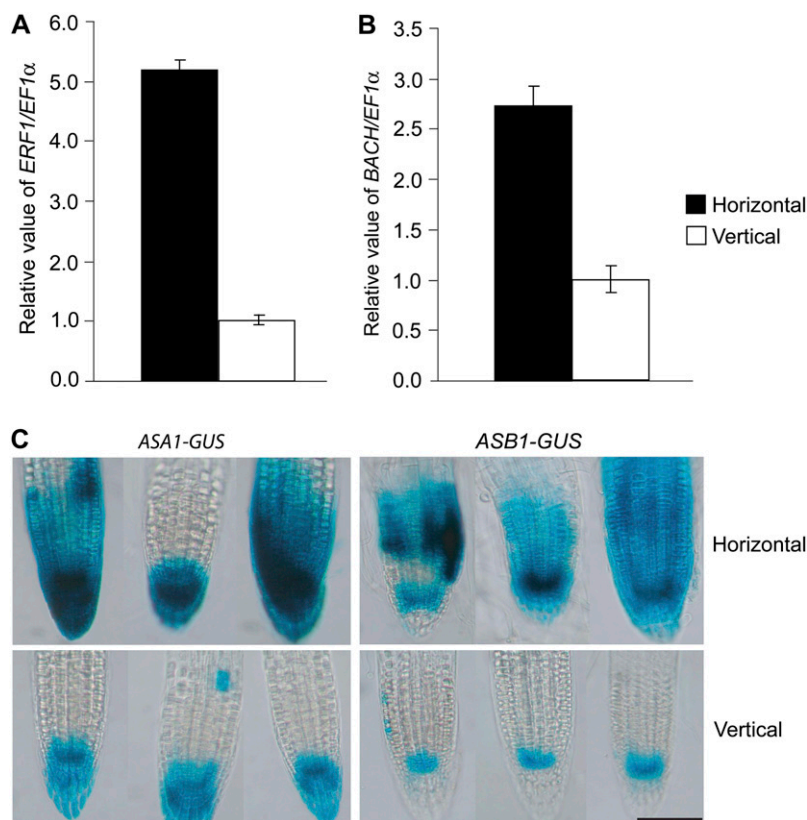 A
Relative value of ERF1/EF1α
6.0
5.0
4.0
3.0
2.0
1.0
0.0
B
Relative value of BACH/EF1α
3.5
3.0
2.5
2.0
1.5
1.0
0.5
0.0
Horizontal
Vertical
C
ASA1-GUS
ASB1-GUS
Horizontal
Vertical